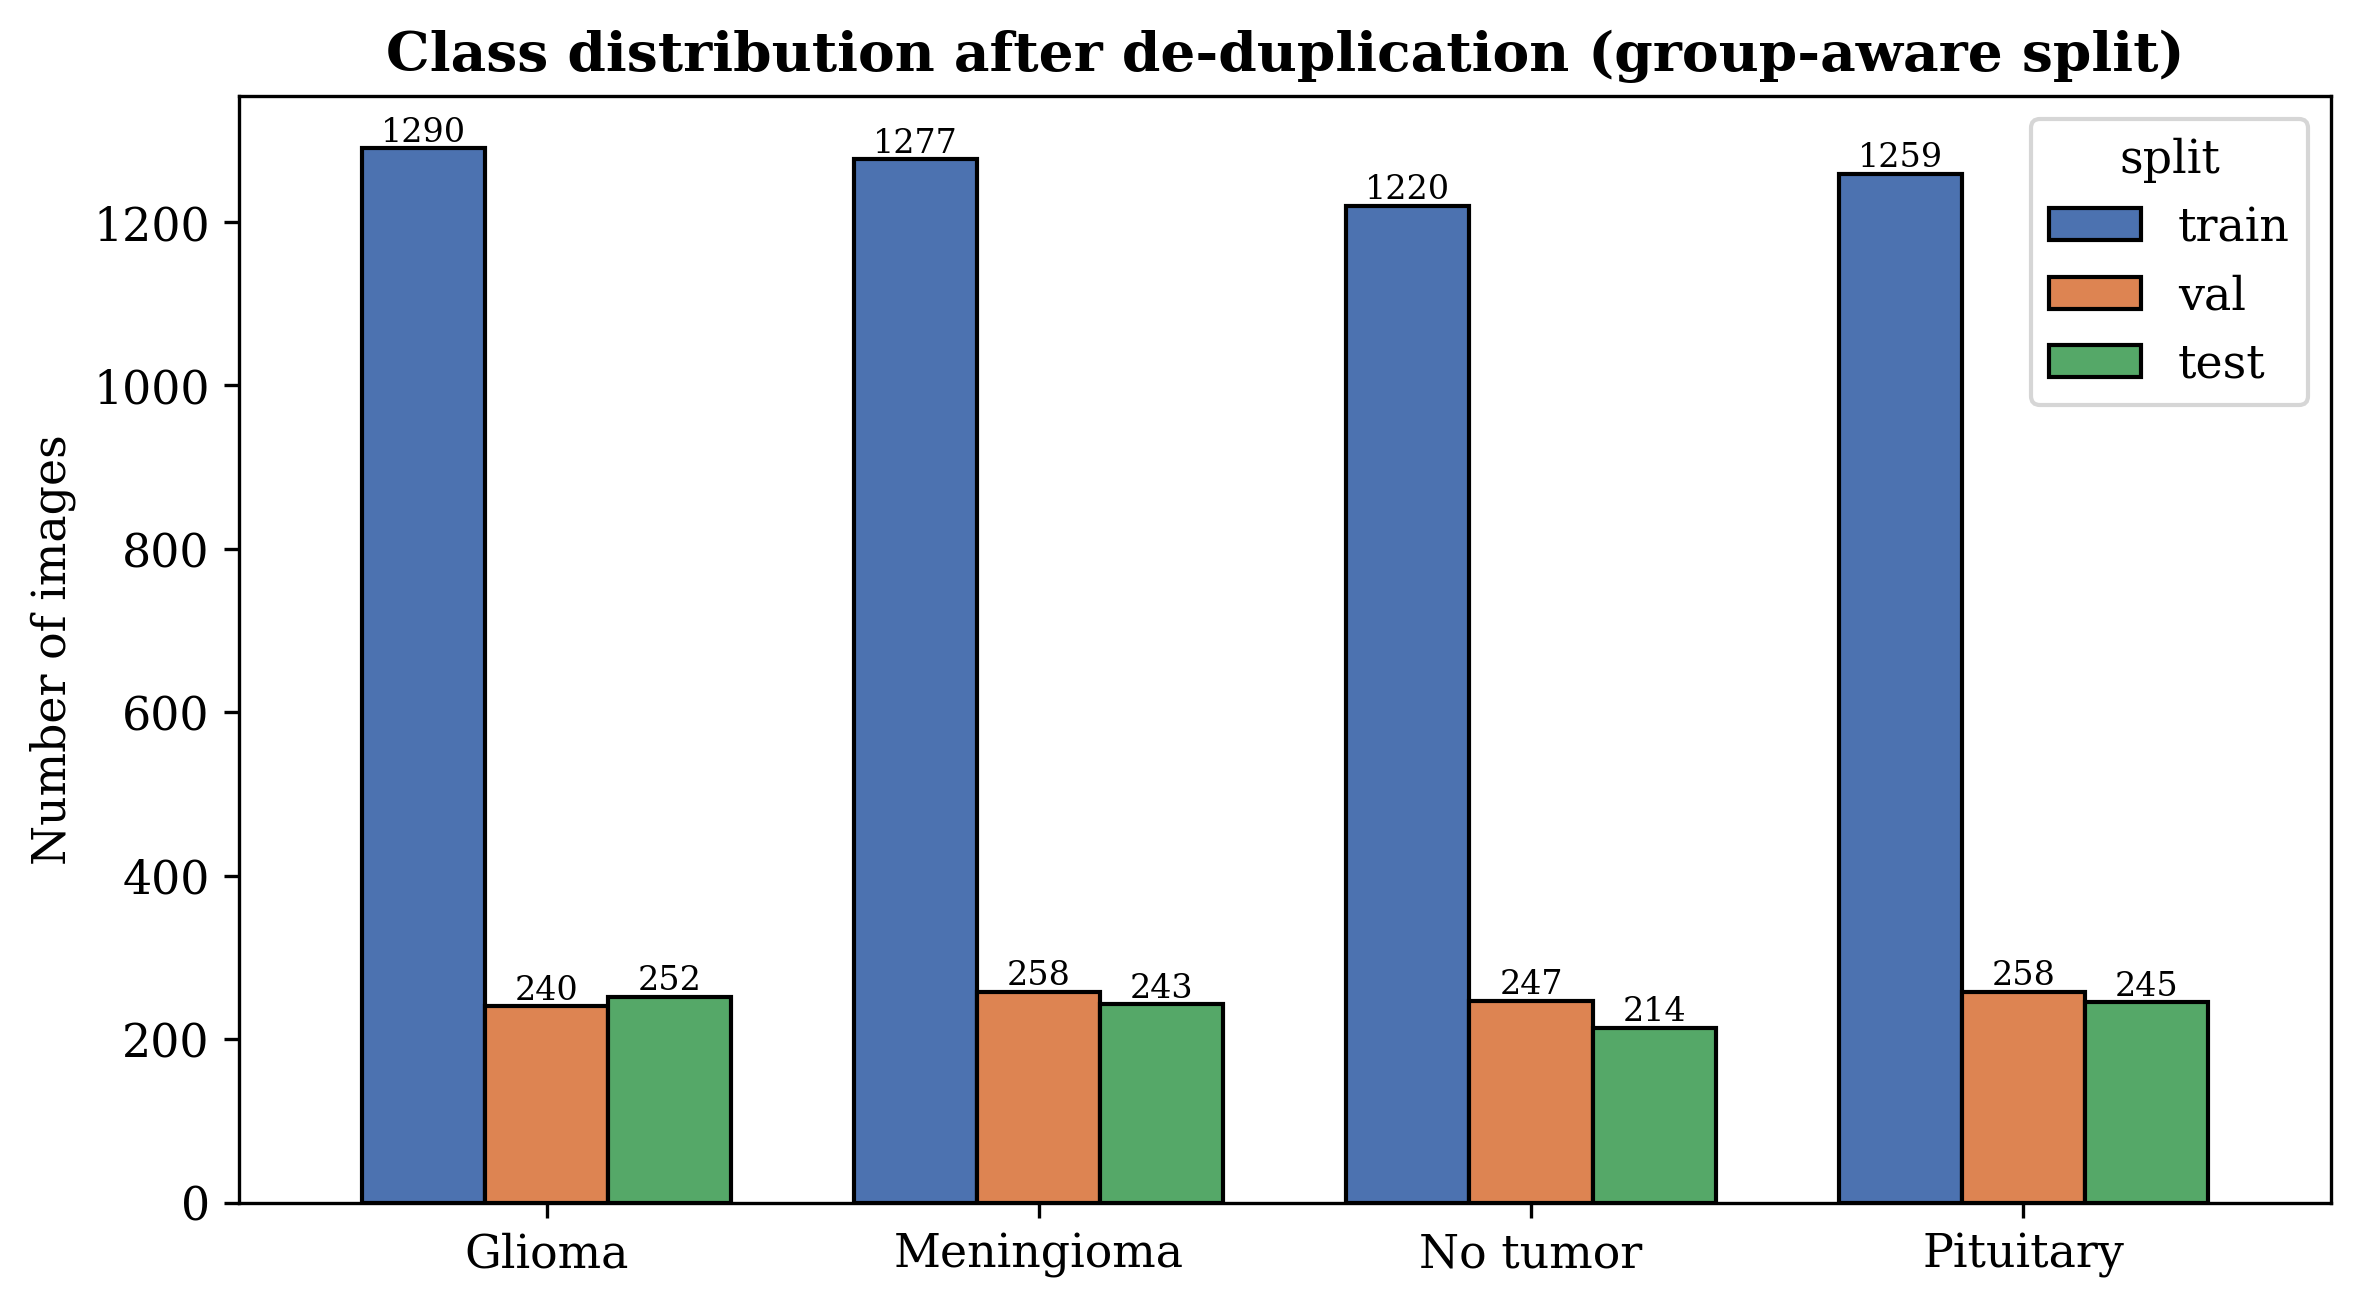 Class distribution after de-duplication (group-aware split)
Number of images
1200
1000
800
600
400
200
0
1290
240
252
1277
258
243
1220
247
214
1259
258
245
split
train
val
test
Glioma
Meningioma
No tumor
Pituitary